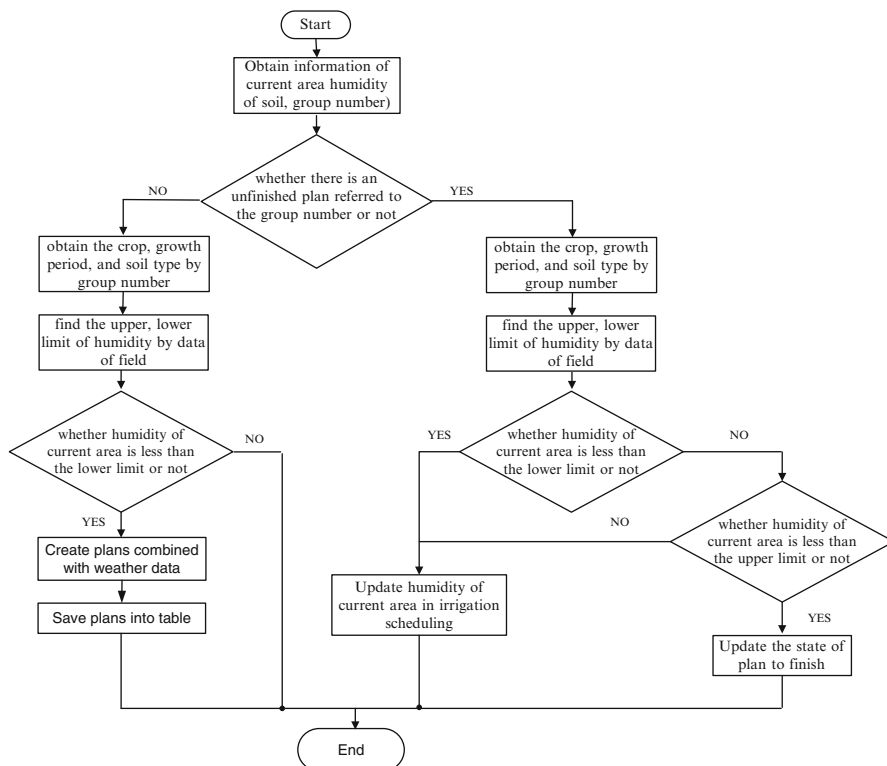 Start
Obtain information of
current area humidity
of soil, group number)
whether there is an
unfinished plan referred to
the group number or not
NO
YES
obtain the crop, growth
period, and soil type by
group number
find the upper, lower
limit of humidity by data
of field
whether humidity of
current area is less than
the lower limit or not
NO
YES
Create plans combined
with weather data
Save plans into table
obtain the crop, growth
period, and soil type by
group number
find the upper, lower
limit of humidity by data
of field
whether humidity of
current area is less than
the lower limit or not
YES
NO
whether humidity of
current area is less than
the upper limit or not
NO
YES
Update humidity of
current area in irrigation
scheduling
Update the state of
plan to finish
End